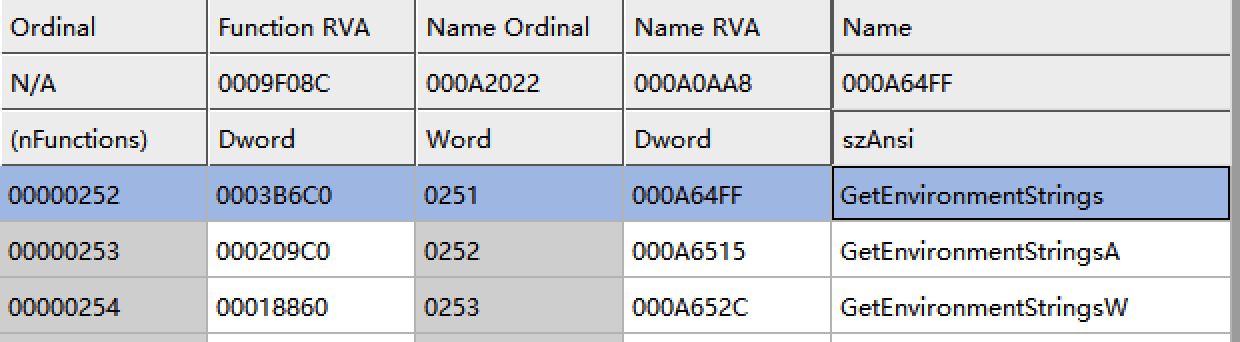 Ordinal Function RVA Name Ordinal Name RVA Name
N/A 0009F08C 000A2022 000A0AA8 000A64FF
(nFunctions) Dword Word Dword szAnsi
00000252 0003B6C0 0251 000A64FF GetEnvironmentStrings
00000253 000209C0 0252 000A6515 GetEnvironmentStringsA
00000254 00018860 0253 000A652C GetEnvironmentStringsW